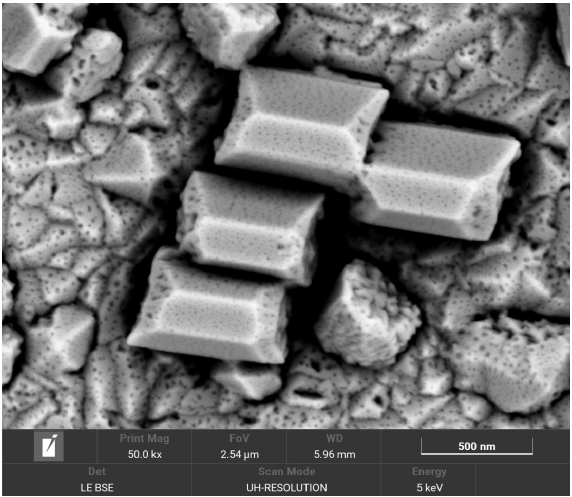 Print Mag FoV WD
50.0 kx 2.54 µm 5.96 mm 500 nm
Det Scan Mode Energy
LE BSE UH-RESOLUTION 5 keV